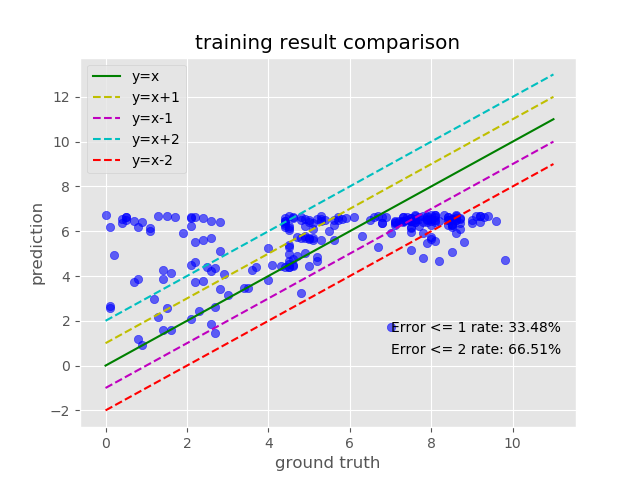 training result comparison
y=x
y=x+1
y=x-1
y=x+2
y=x-2
12
10
8
6
4
2
0
−2
prediction
Error <= 1 rate: 33.48%
Error <= 2 rate: 66.51%
0 2 4 6 8 10
ground truth